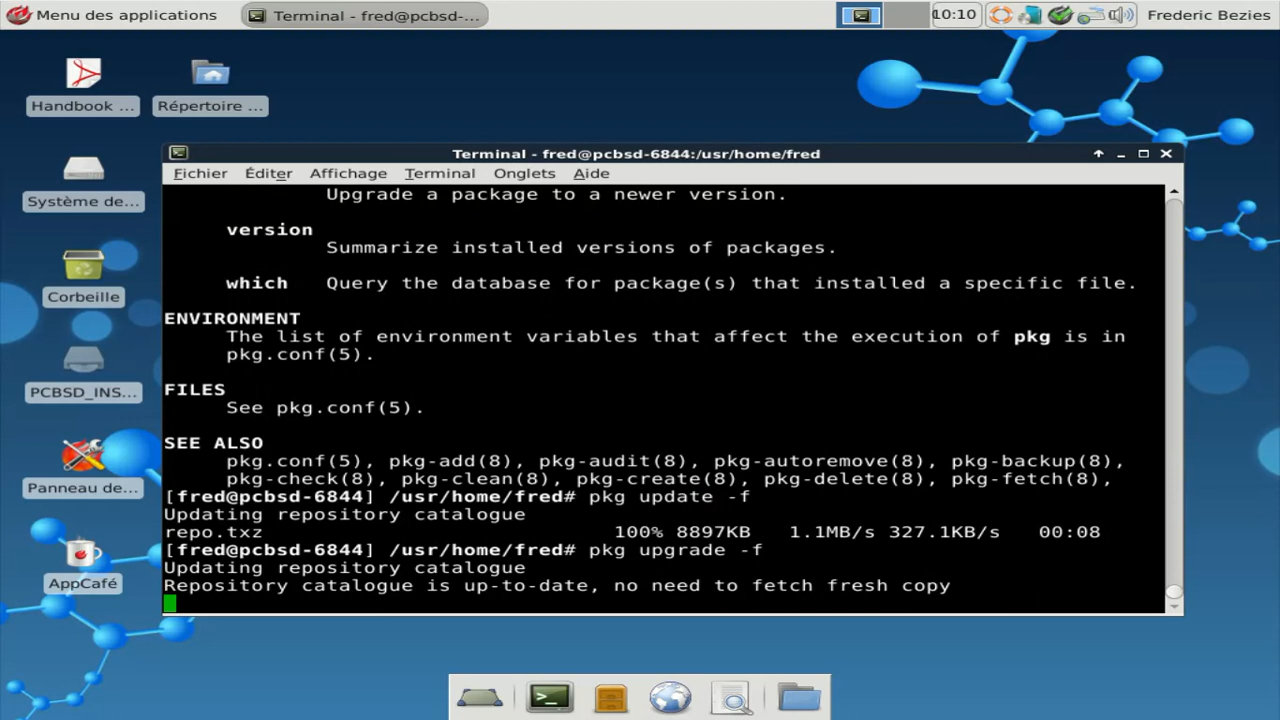 Menu des applications
Terminal - fred@pcbsd-...
10:10
Frederic Bezies
Handbook ...
Répertoire ...
Système de...
Corbeille
PCBSD_INS...
Panneau de...
AppCafé
Terminal - fred@pcbsd-6844:/usr/home/fred
Fichier Éditer Affichage Terminal Onglets Aide
Upgrade a package to a newer version.
version
Summarize installed versions of packages.
which Query the database for package(s) that installed a specific file.
ENVIRONMENT
The list of environment variables that affect the execution of pkg is in
pkg.conf(5).
FILES
See pkg.conf(5).
SEE ALSO
pkg.conf(5), pkg-add(8), pkg-audit(8), pkg-autoremove(8), pkg-backup(8),
pkg-check(8), pkg-clean(8), pkg-create(8), pkg-delete(8), pkg-fetch(8),
[fred@pcbsd-6844] /usr/home/fred# pkg update -f
Updating repository catalogue
repo.txz 100% 8897KB 1.1MB/s 327.1KB/s 00:08
[fred@pcbsd-6844] /usr/home/fred# pkg upgrade -f
Updating repository catalogue
Repository catalogue is up-to-date, no need to fetch fresh copy